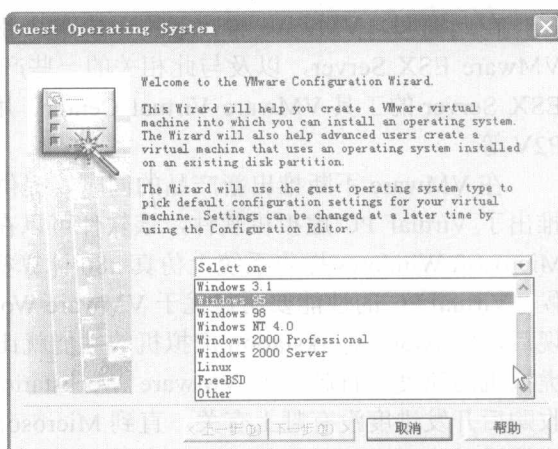 Guest Operating System
Welcome to the VMware Configuration Wizard.
This Wizard will help you create a VMware virtual
machine into which you can install an operating system.
The Wizard will also help advanced users create a
virtual machine that uses an operating system installed
on an existing disk partition.
The Wizard will use the guest operating system type to
pick default configuration settings for your virtual
machine. Settings can be changed at a later time by
using the Configuration Editor.
Select one
Windows 3.1
Windows 95
Windows 98
Windows NT 4.0
Windows 2000 Professional
Windows 2000 Server
Linux
FreeBSD
Other
取消
帮助